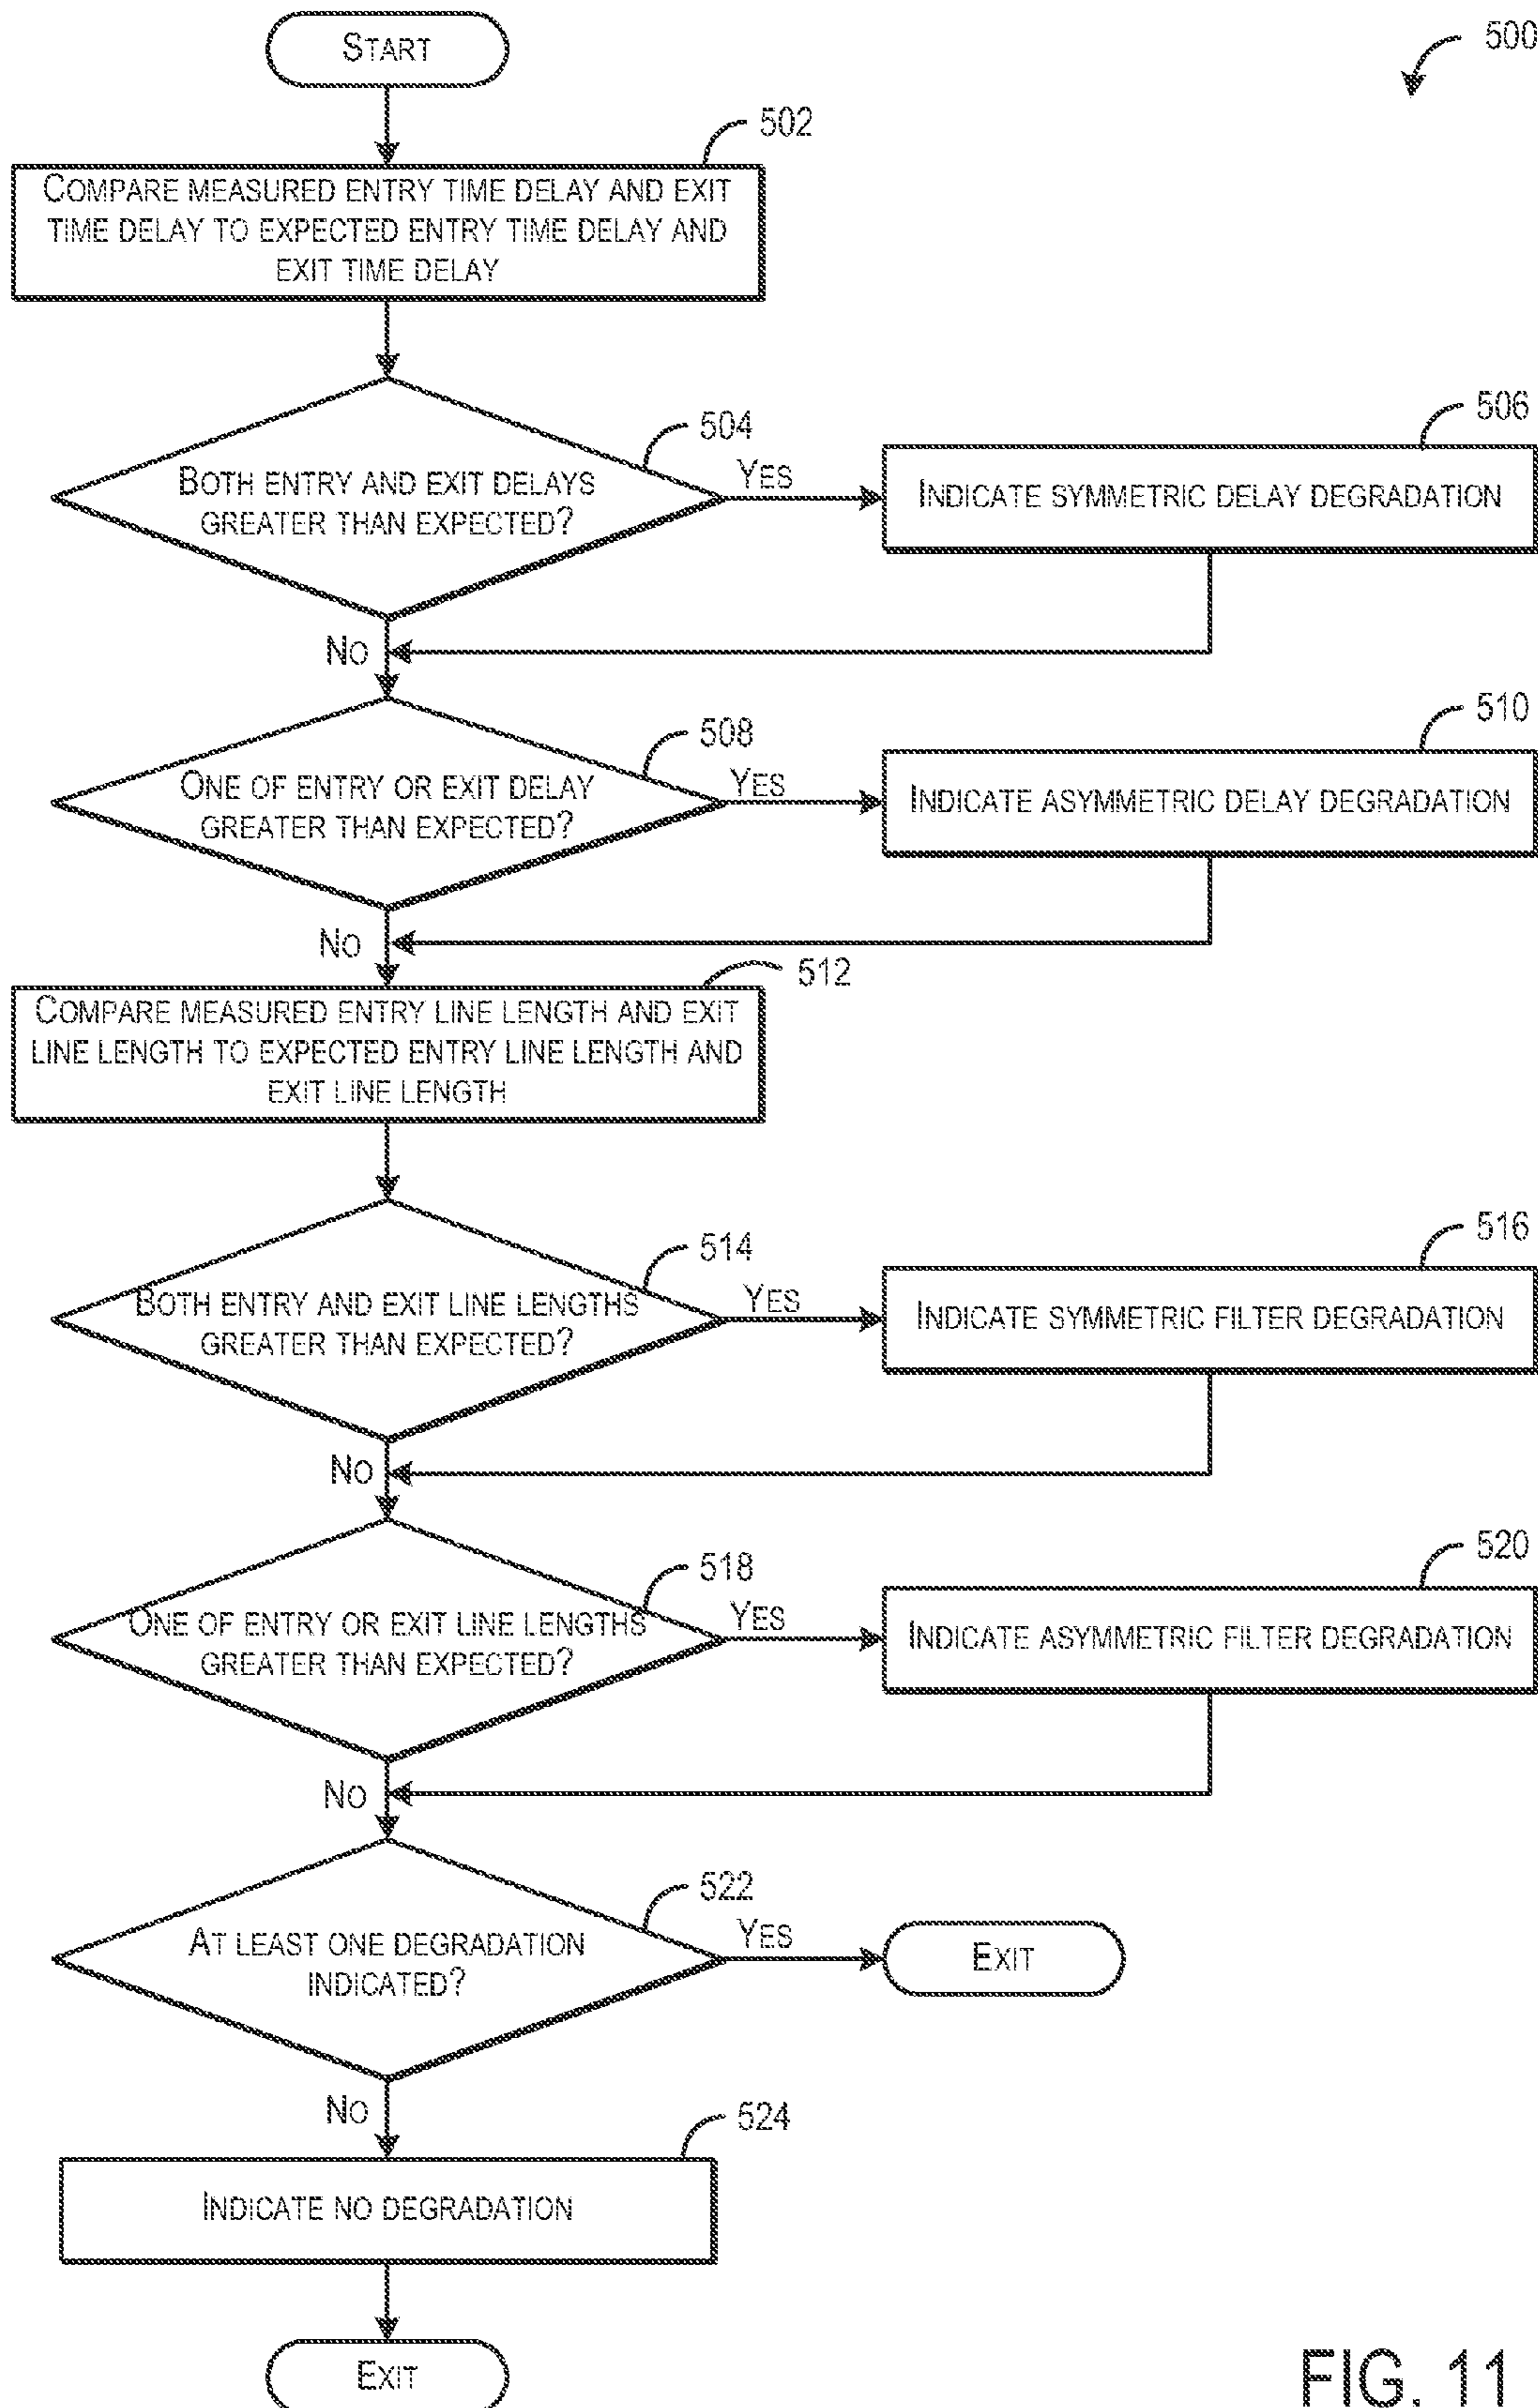 START
500
502
COMPARE MEASURED ENTRY TIME DELAY AND EXIT
TIME DELAY TO EXPECTED ENTRY TIME DELAY AND
EXIT TIME DELAY
504
BOTH ENTRY AND EXIT DELAYS
GREATER THAN EXPECTED?
YES
506
INDICATE SYMMETRIC DELAY DEGRADATION
NO
508
ONE OF ENTRY OR EXIT DELAY
GREATER THAN EXPECTED?
YES
510
INDICATE ASYMMETRIC DELAY DEGRADATION
NO
512
COMPARE MEASURED ENTRY LINE LENGTH AND EXIT
LINE LENGTH TO EXPECTED ENTRY LINE LENGTH AND
EXIT LINE LENGTH
514
BOTH ENTRY AND EXIT LINE LENGTHS
GREATER THAN EXPECTED?
YES
516
INDICATE SYMMETRIC FILTER DEGRADATION
NO
518
ONE OF ENTRY OR EXIT LINE LENGTHS
GREATER THAN EXPECTED?
YES
520
INDICATE ASYMMETRIC FILTER DEGRADATION
NO
522
AT LEAST ONE DEGRADATION
INDICATED?
YES
EXIT
NO
524
INDICATE NO DEGRADATION
EXIT
FIG. 11